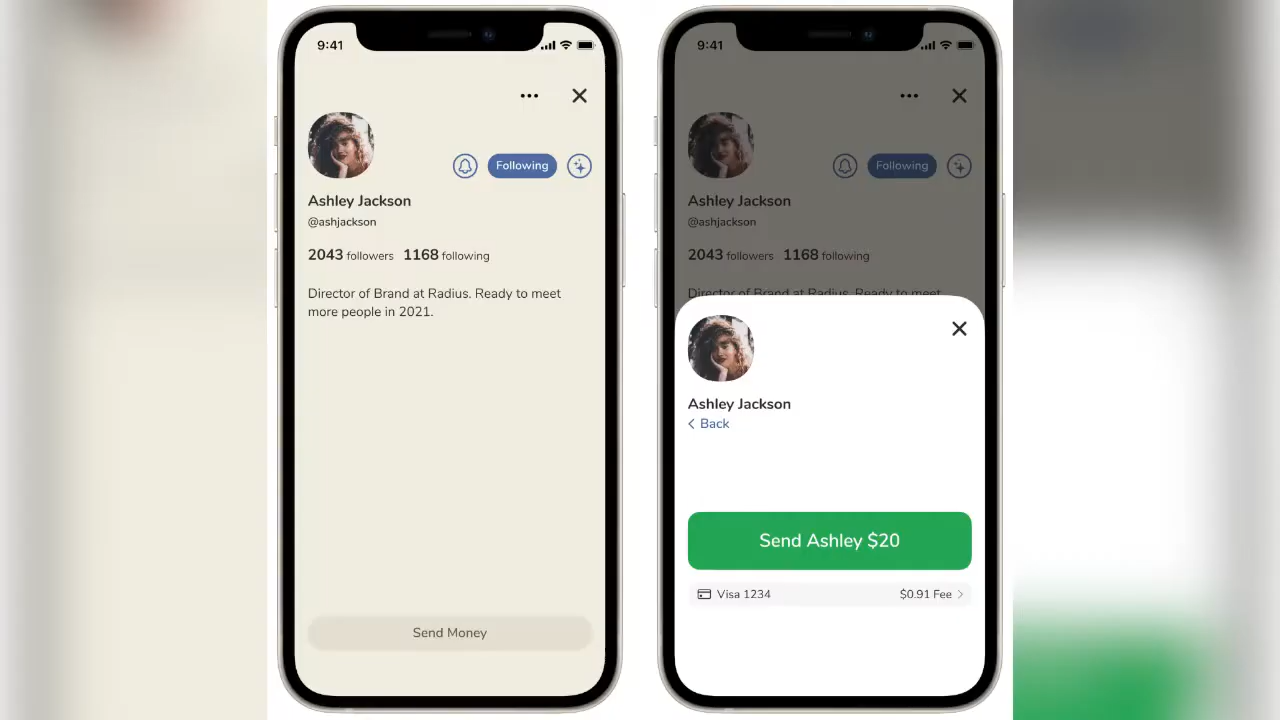 9:41
Following
Ashley Jackson
@ashjackson
2043 followers 1168 following
Director of Brand at Radius. Ready to meet
more people in 2021.
Send Money
9:41
Following
Ashley Jackson
@ashjackson
2043 followers 1168 following
Director of Brand at Radius. Ready to meet
Ashley Jackson
Back
Send Ashley $20
Visa 1234 $0.91 Fee